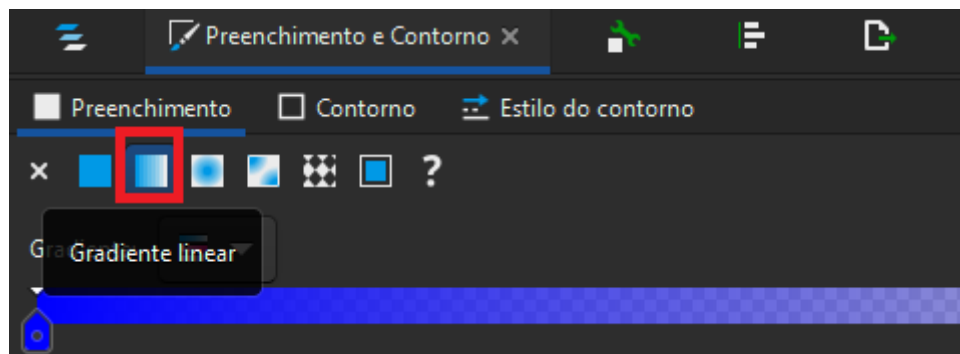 Preenchimento e Contorno ×
Preenchimento Contorno Estilo do contorno
× ?
Gradiente linear